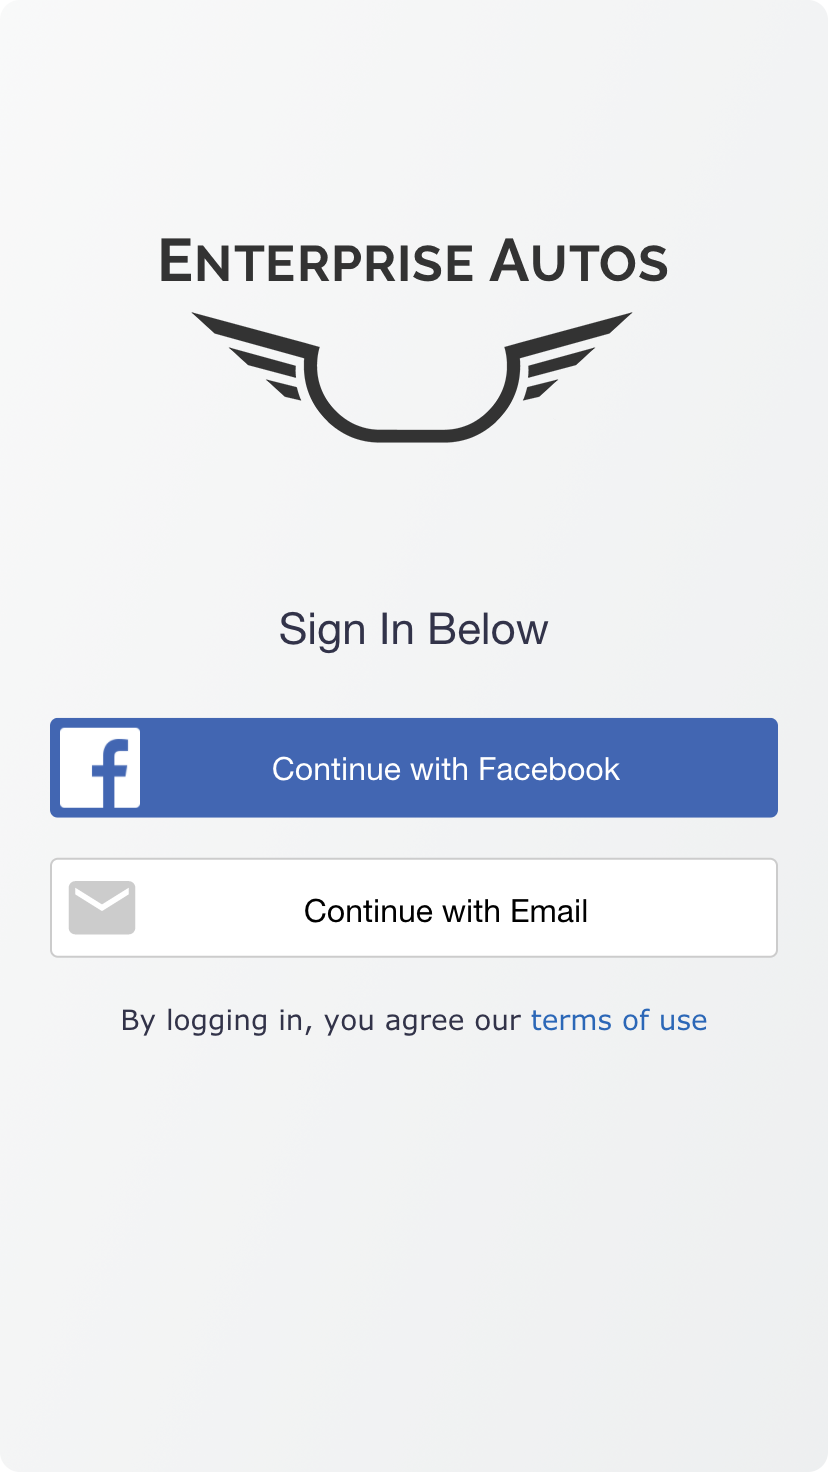 ENTERPRISE AUTOS
Sign In Below
Continue with Facebook
Continue with Email
By logging in, you agree our terms of use